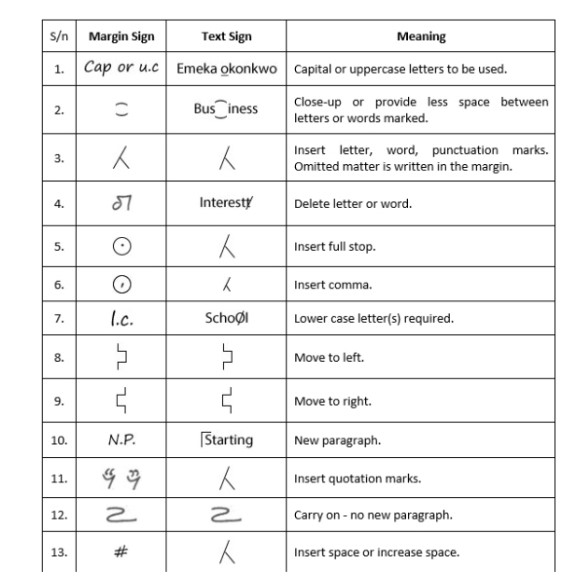 S/n Margin Sign Text Sign Meaning
1. Cap or u.c Emeka okonkwo Capital or uppercase letters to be used.
2. Bus iness Close-up or provide less space between
letters or words marked.
3. Insert letter, word, punctuation marks.
Omitted matter is written in the margin.
4. Interesty Delete letter or word.
5. Insert full stop.
6. Insert comma.
7. l.c. SchoOl Lower case letter(s) required.
8. Move to left.
9. Move to right.
10. N.P. Starting New paragraph.
11. Insert quotation marks.
12. Carry on - no new paragraph.
13. # Insert space or increase space.